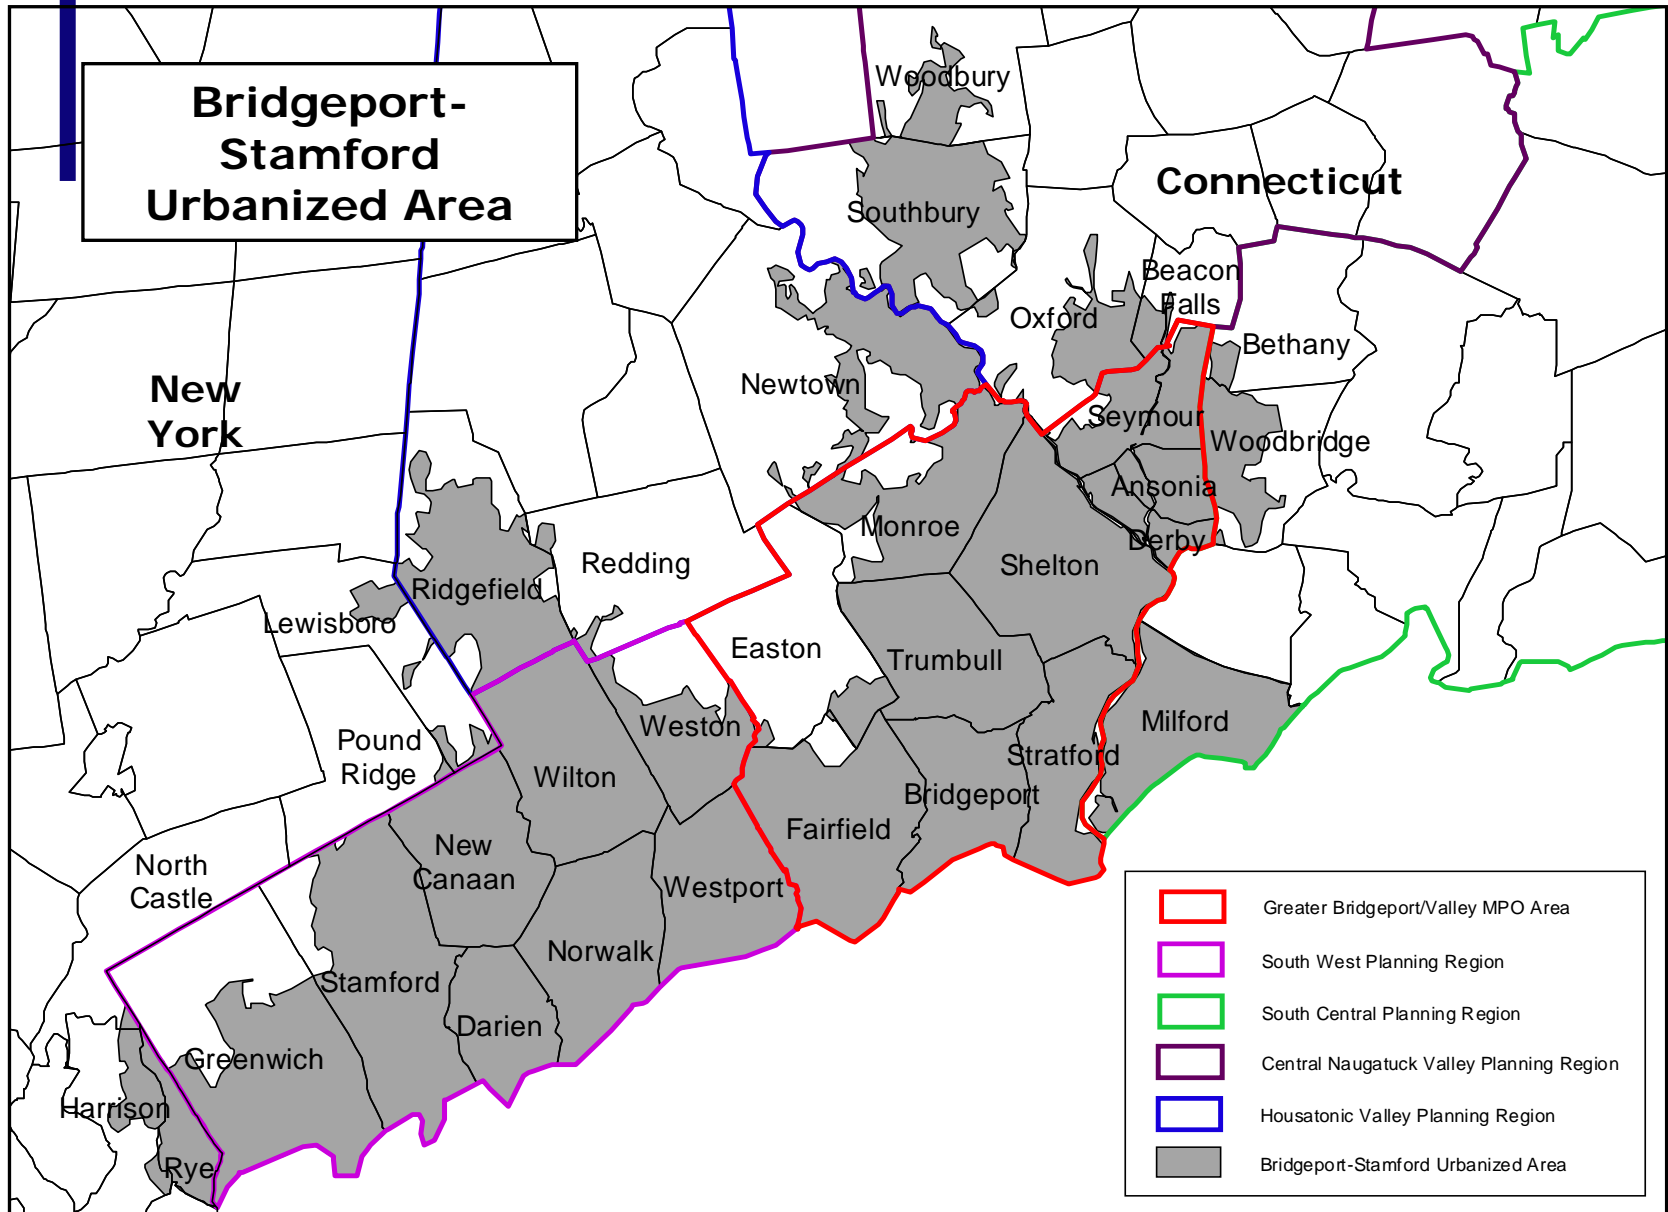 Bridgeport-
Stamford
Urbanized Area
Woodbury
Connecticut
Southbury
Beacon
Falls
Oxford
Bethany
New
York
Newtown
Seymour
Woodbridge
Ansonia
Monroe
Derby
Redding
Shelton
Ridgefield
Lewisboro
Easton
Trumbull
Weston
Milford
Pound
Ridge
Stratford
Wilton
Bridgeport
Fairfield
New
Canaan
North
Castle
Westport
Norwalk
Stamford
Darien
Greenwich
Harrison
Rye
Greater Bridgeport/Valley MPO Area
South West Planning Region
South Central Planning Region
Central Naugatuck Valley Planning Region
Housatonic Valley Planning Region
Bridgeport-Stamford Urbanized Area